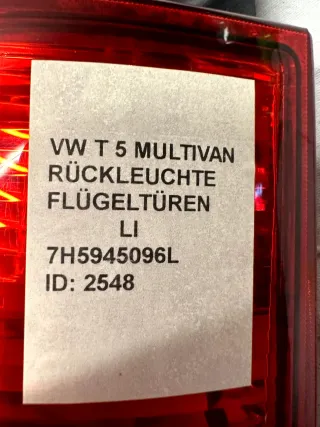 VW T 5 MULTIVAN
RÜCKLEUCHTE
FLÜGELTÜREN
LI
7H5945096L
ID: 2548